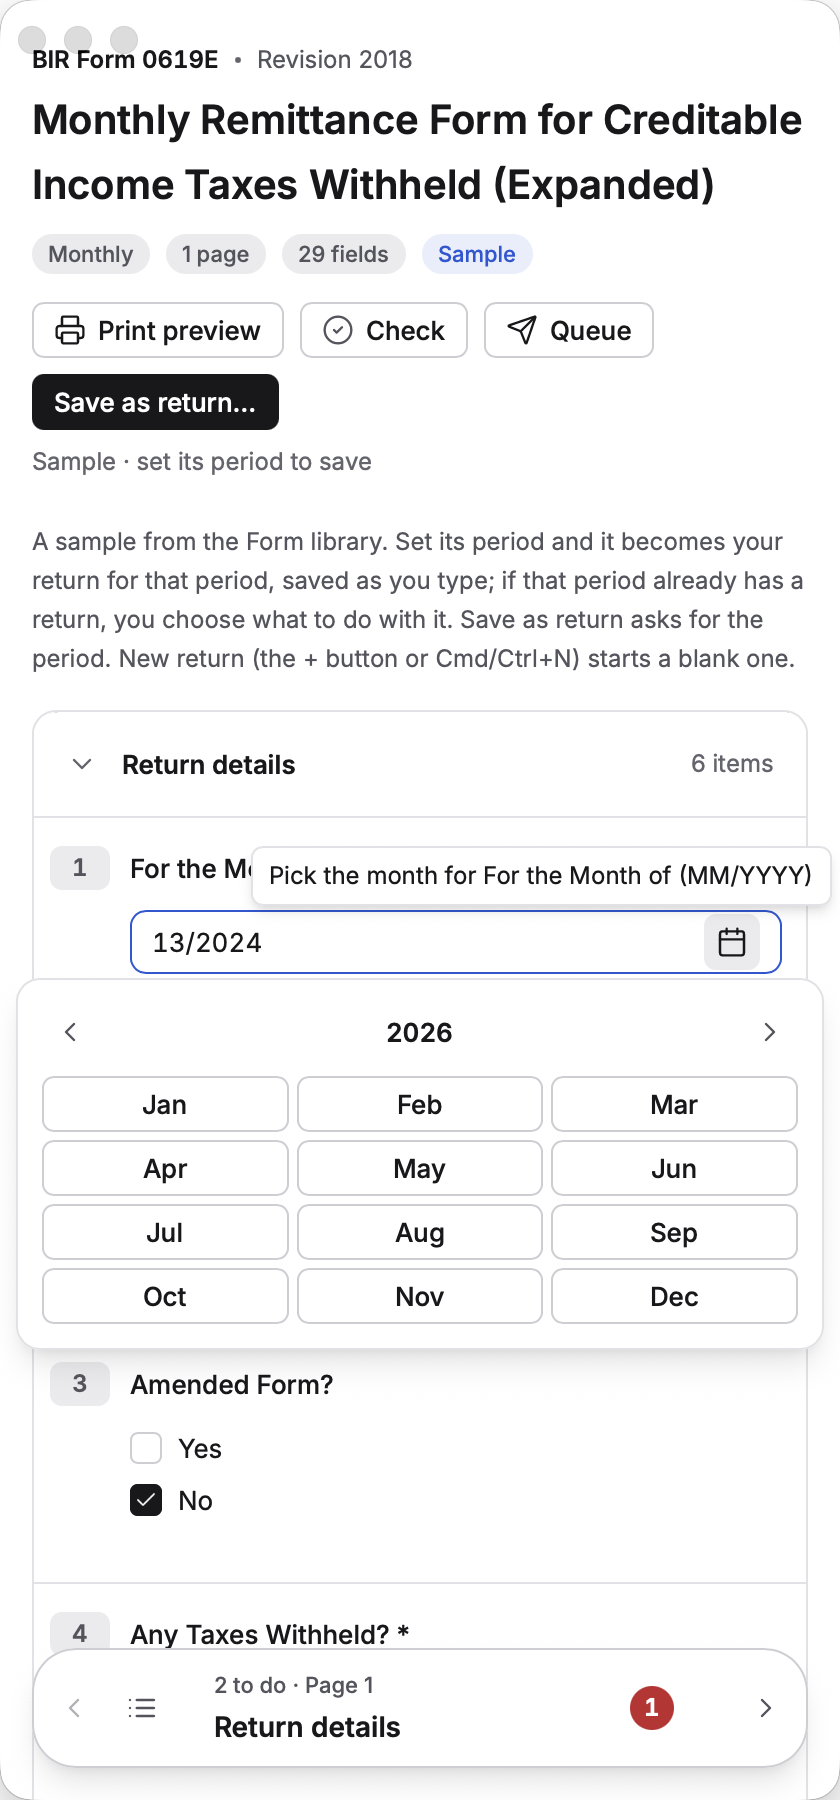 BIR Form 0619E • Revision 2018
Monthly Remittance Form for Creditable
Income Taxes Withheld (Expanded)
Monthly 1 page 29 fields Sample
Print preview Check Queue
Save as return...
Sample · set its period to save
A sample from the Form library. Set its period and it becomes your
return for that period, saved as you type; if that period already has a
return, you choose what to do with it. Save as return asks for the
period. New return (the + button or Cmd/Ctrl+N) starts a blank one.
Return details 6 items
1 For the
Pick the month for For the Month of (MM/YYYY)
13/2024
2026
Jan Feb Mar
Apr May Jun
Jul Aug Sep
Oct Nov Dec
3 Amended Form?
Yes
No
4 Any Taxes Withheld? *
2 to do · Page 1
Return details
1